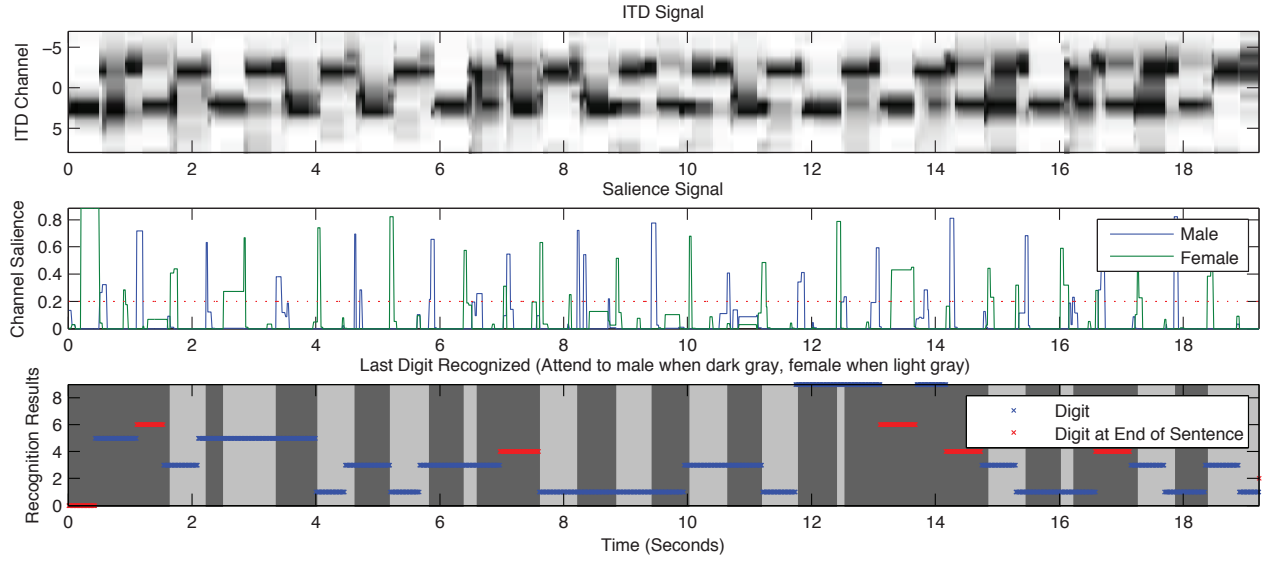 ITD Signal
ITD Channel
−5
0
5
0 2 4 6 8 10 12 14 16 18
Salience Signal
Channel Salience
0.8
0.6
0.4
0.2
0
Male
Female
0 2 4 6 8 10 12 14 16 18
Last Digit Recognized (Attend to male when dark gray, female when light gray)
Recognition Results
8
6
4
2
0
Digit
Digit at End of Sentence
0 2 4 6 8 10 12 14 16 18
Time (Seconds)